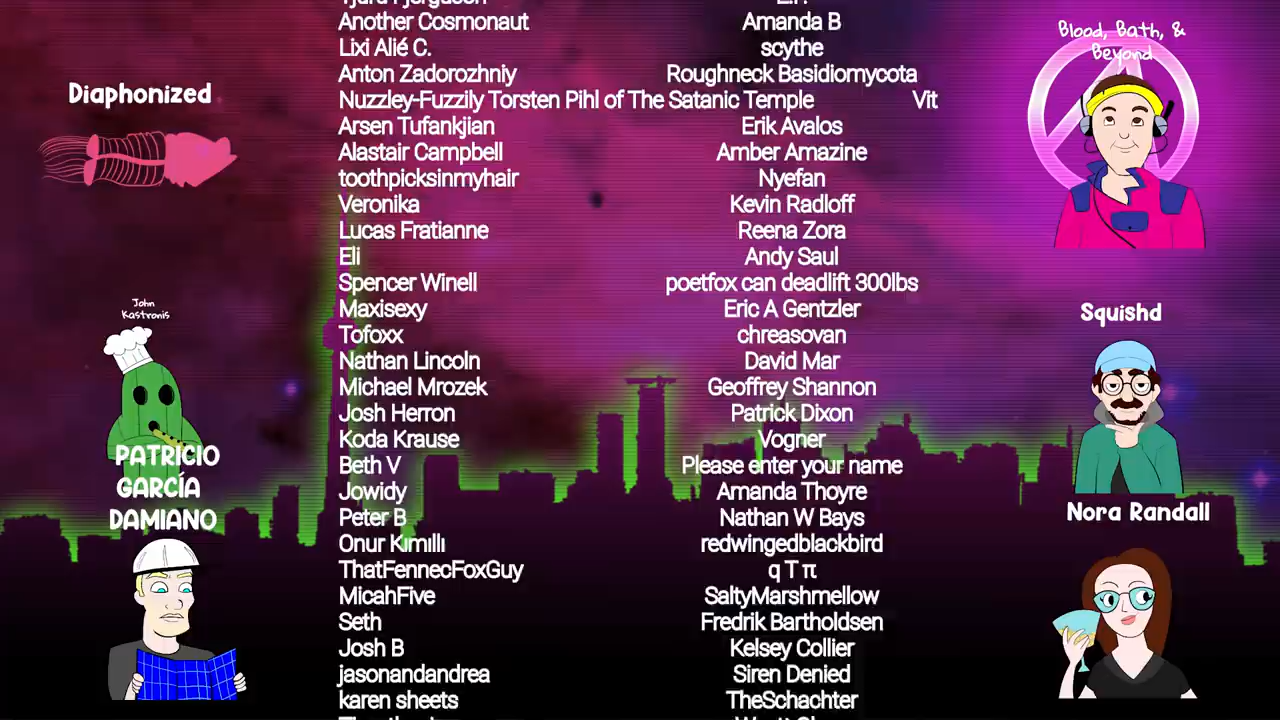 Another Cosmonaut
Lixi Alié C.
Anton Zadorozhniy
Nuzzley-Fuzzily Torsten Pihl of The Satanic Temple
Arsen Tufankjian
Alastair Campbell
toothpicksinmyhair
Veronika
Lucas Fratianne
Eli
Spencer Winell
Maxisexy
Tofoxx
Nathan Lincoln
Michael Mrozek
Josh Herron
Koda Krause
Beth V
Jowidy
Peter B
Onur Kımıllı
ThatFennecFoxGuy
MicahFive
Seth
Josh B
jasonandandrea
karen sheets
Amanda B
scythe
Roughneck Basidiomycota
Vit
Erik Avalos
Amber Amazine
Nyefan
Kevin Radloff
Reena Zora
Andy Saul
poetfox can deadlift 300lbs
Eric A Gentzler
chreasovan
David Mar
Geoffrey Shannon
Patrick Dixon
Vogner
Please enter your name
Amanda Thoyre
Nathan W Bays
redwingedblackbird
q T π
SaltyMarshmellow
Fredrik Bartholdsen
Kelsey Collier
Siren Denied
TheSchachter
Diaphonized
John
Kastronis
PATRICIO
GARCÍA
DAMIANO
Blood, Bath, &
Beyond
Squishd
Nora Randall